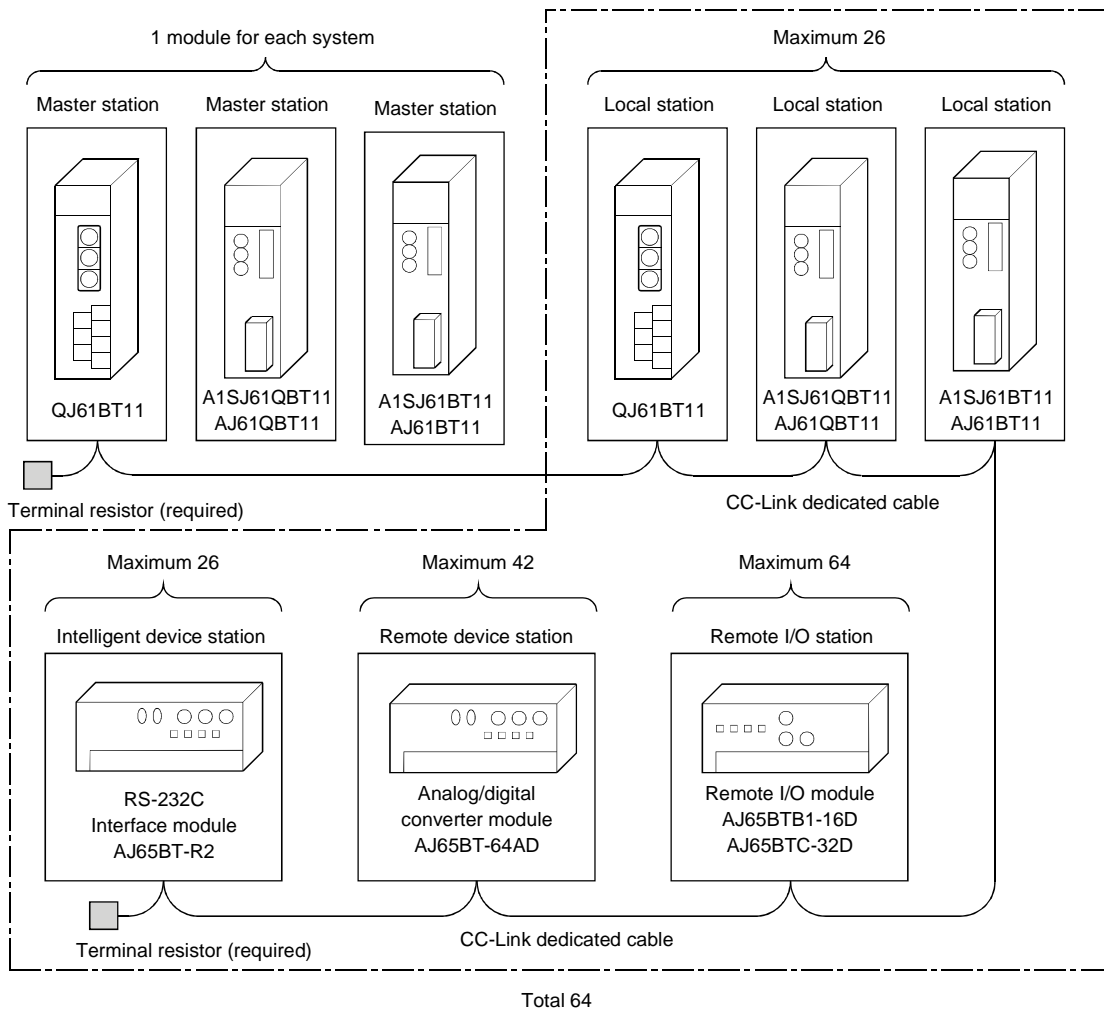 1 module for each system
Maximum 26
Master station
Master station
Master station
Local station
Local station
Local station
QJ61BT11
A1SJ61QBT11
AJ61QBT11
A1SJ61BT11
AJ61BT11
QJ61BT11
A1SJ61QBT11
AJ61QBT11
A1SJ61BT11
AJ61BT11
Terminal resistor (required)
CC-Link dedicated cable
Maximum 26
Maximum 42
Maximum 64
Intelligent device station
Remote device station
Remote I/O station
RS-232C
Interface module
AJ65BT-R2
Analog/digital
converter module
AJ65BT-64AD
Remote I/O module
AJ65BTB1-16D
AJ65BTC-32D
Terminal resistor (required)
CC-Link dedicated cable
Total 64